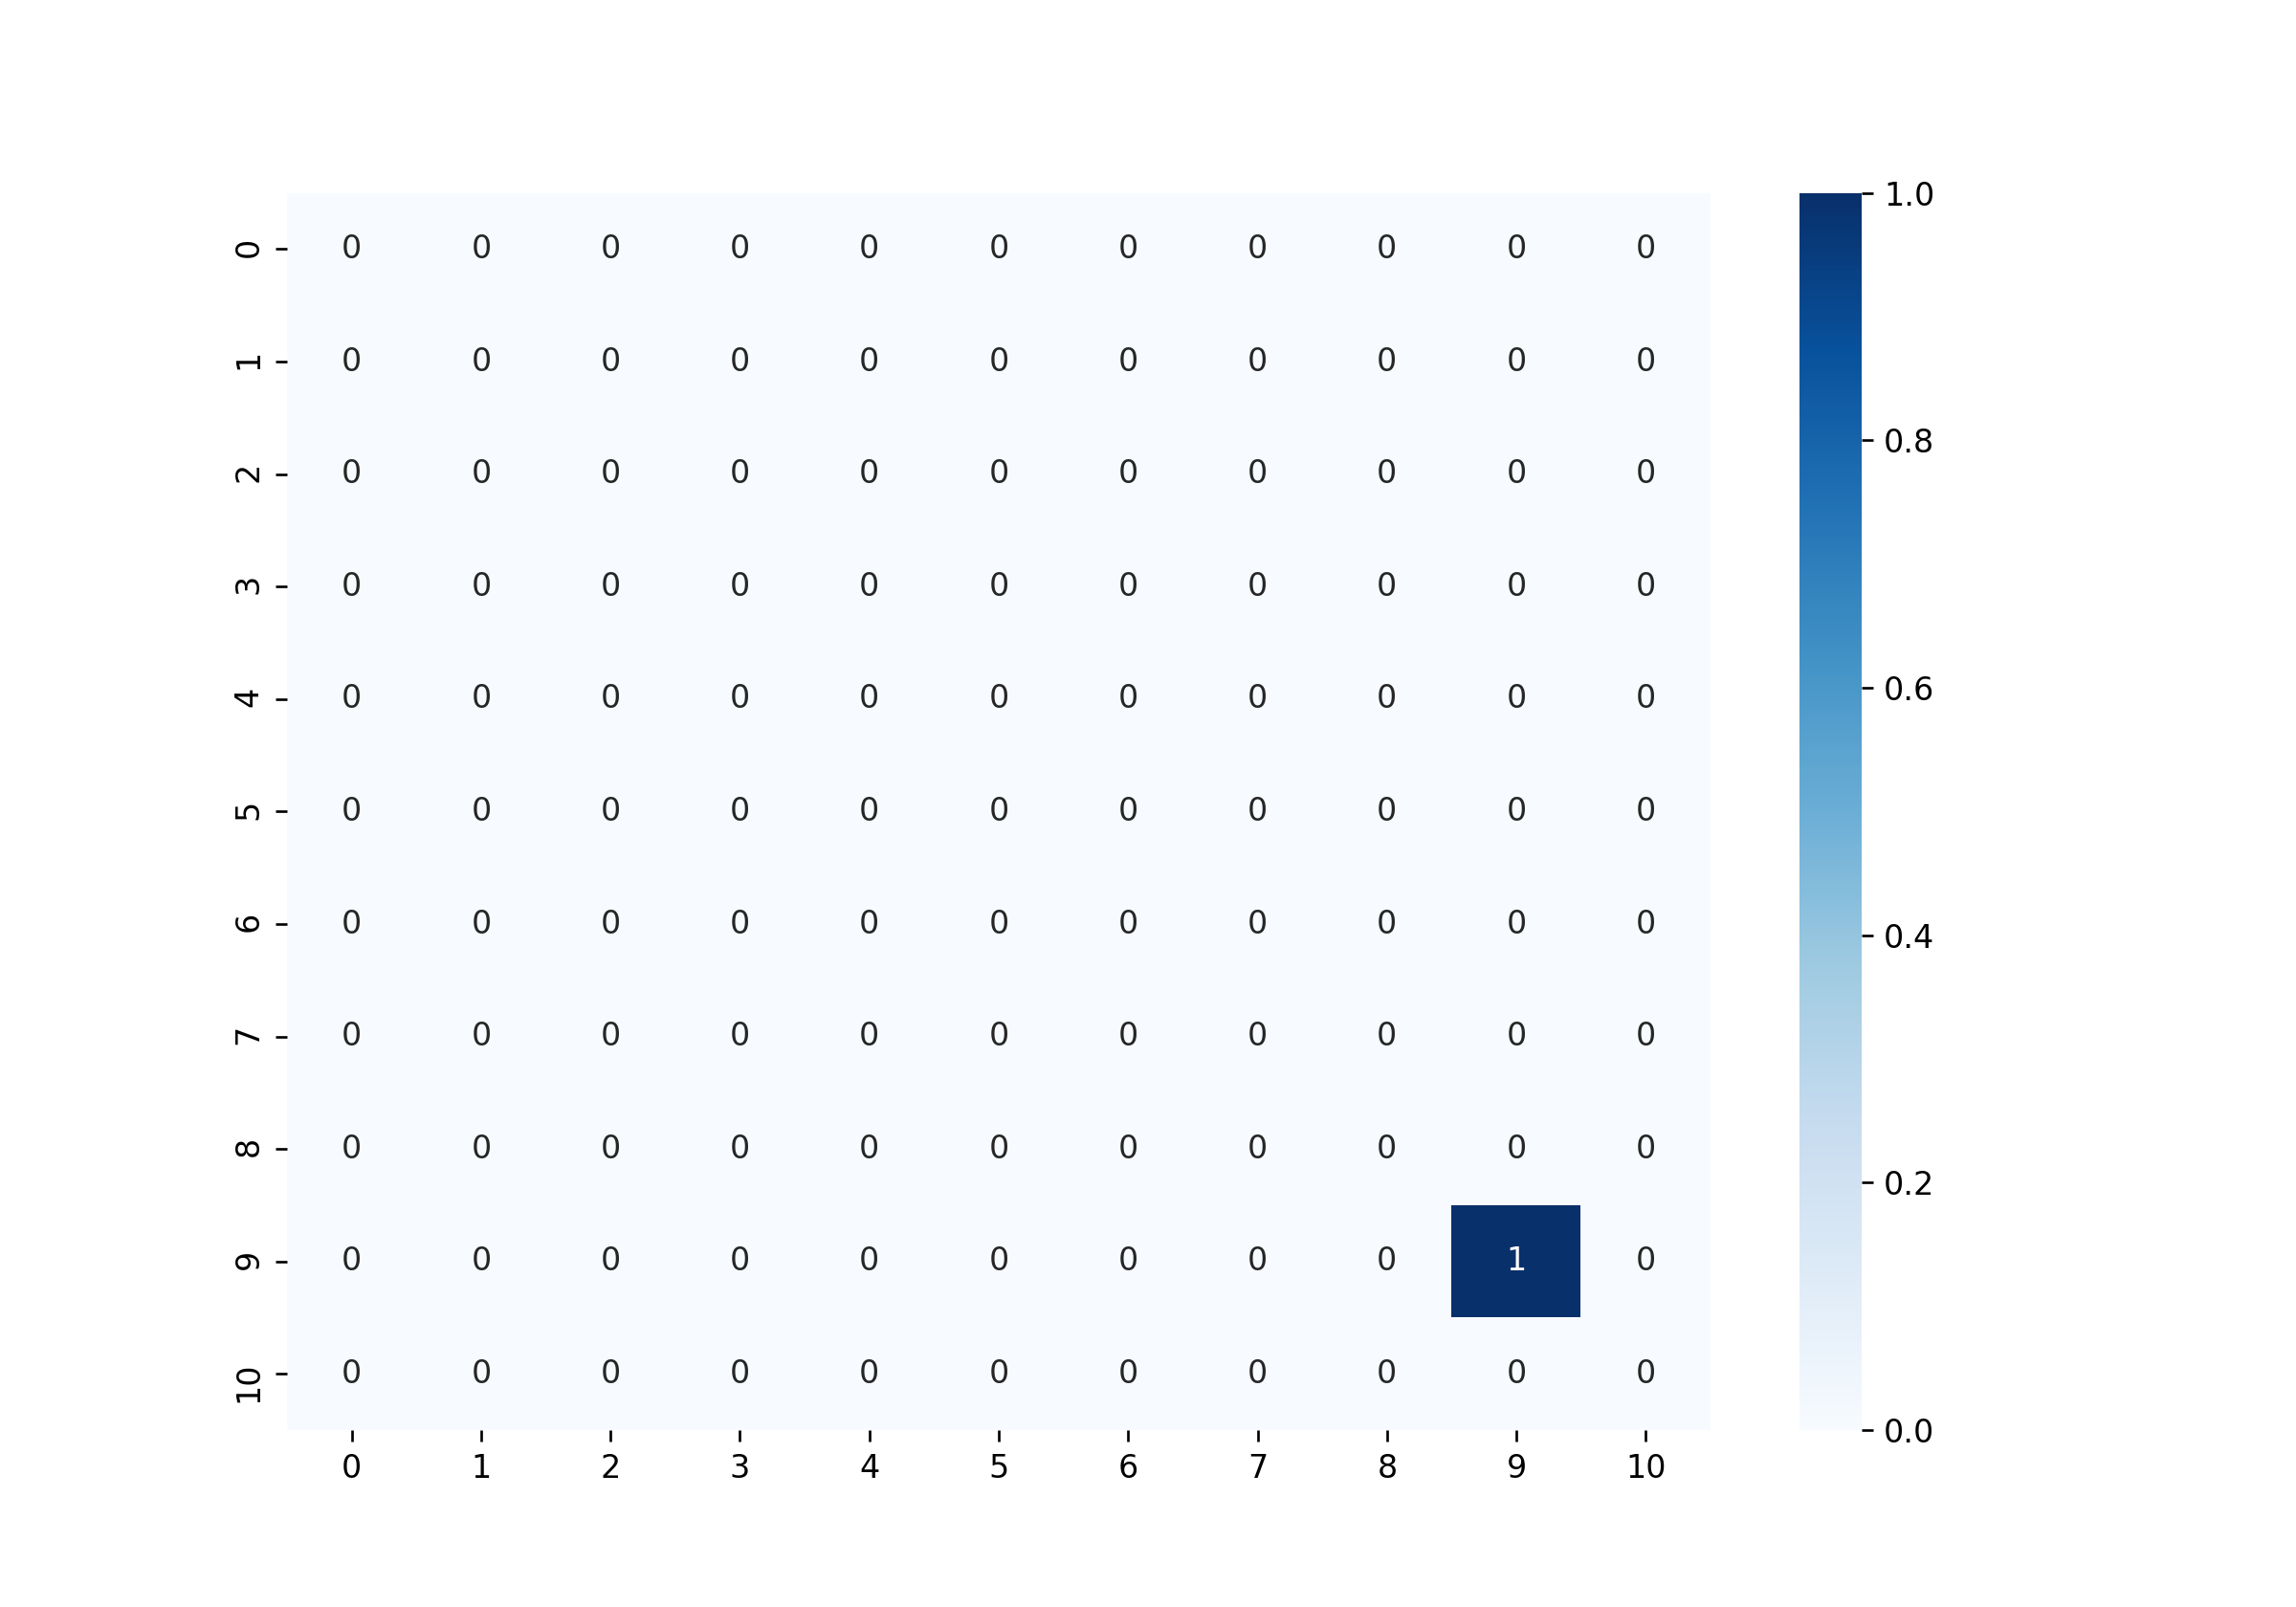 1.0
0 0 0 0 0 0 0 0 0 0 0 0
1 0 0 0 0 0 0 0 0 0 0 0
0.8
2 0 0 0 0 0 0 0 0 0 0 0
3 0 0 0 0 0 0 0 0 0 0 0
0.6
4 0 0 0 0 0 0 0 0 0 0 0
5 0 0 0 0 0 0 0 0 0 0 0
6 0 0 0 0 0 0 0 0 0 0 0
0.4
7 0 0 0 0 0 0 0 0 0 0 0
8 0 0 0 0 0 0 0 0 0 0 0
0.2
9 0 0 0 0 0 0 0 0 0 1 0
10 0 0 0 0 0 0 0 0 0 0 0
0.0
0 1 2 3 4 5 6 7 8 9 10